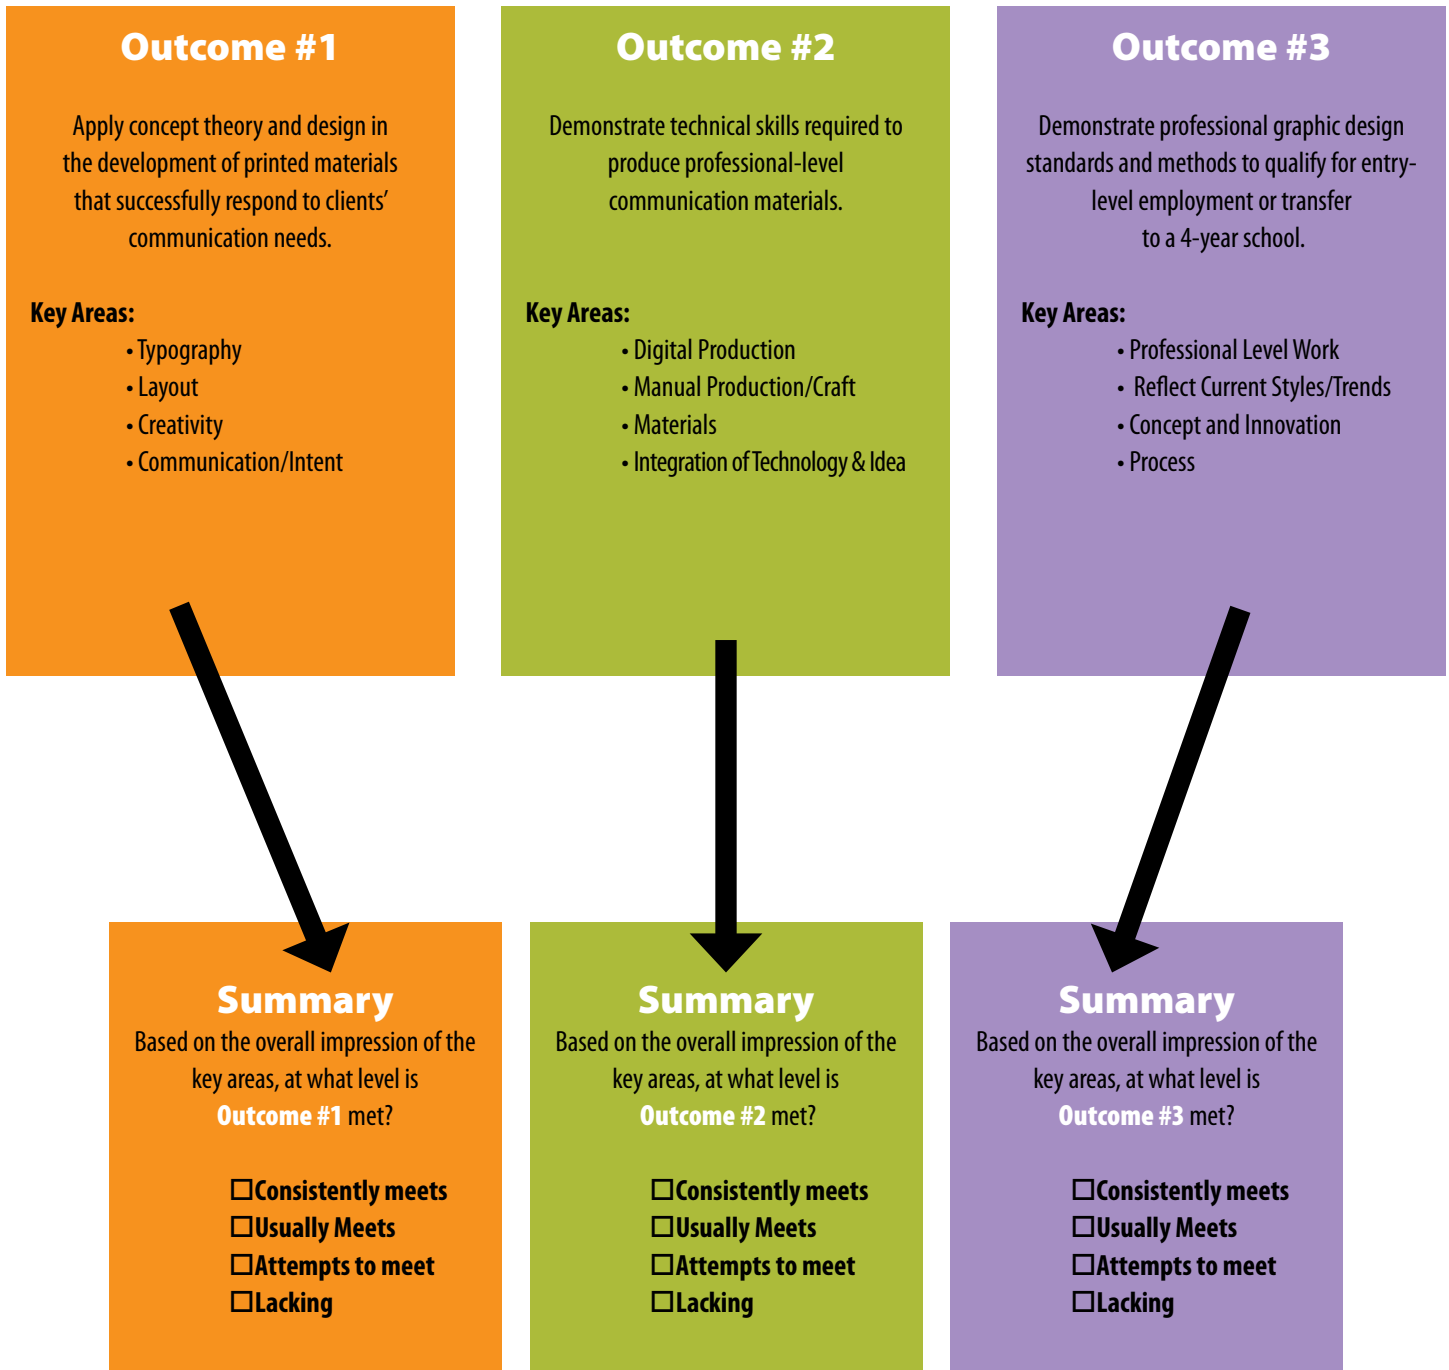 Outcome #1
Apply concept theory and design in
the development of printed materials
that successfully respond to clients’
communication needs.
Key Areas:
• Typography
• Layout
• Creativity
• Communication/Intent
Outcome #2
Demonstrate technical skills required to
produce professional-level
communication materials.
Key Areas:
• Digital Production
• Manual Production/Craft
• Materials
• Integration of Technology & Idea
Outcome #3
Demonstrate professional graphic design
standards and methods to qualify for entry-
level employment or transfer
to a 4-year school.
Key Areas:
• Professional Level Work
• Reflect Current Styles/Trends
• Concept and Innovation
• Process
Summary
Based on the overall impression of the
key areas, at what level is
Outcome #1 met?
☐Consistently meets
☐Usually Meets
☐Attempts to meet
☐Lacking
Summary
Based on the overall impression of the
key areas, at what level is
Outcome #2 met?
☐Consistently meets
☐Usually Meets
☐Attempts to meet
☐Lacking
Summary
Based on the overall impression of the
key areas, at what level is
Outcome #3 met?
☐Consistently meets
☐Usually Meets
☐Attempts to meet
☐Lacking